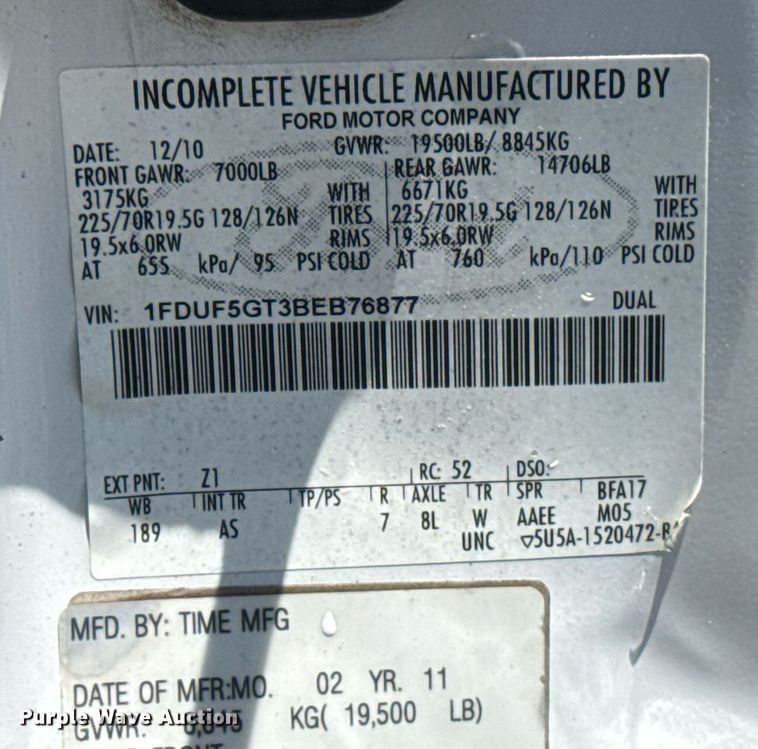 INCOMPLETE VEHICLE MANUFACTURED BY
FORD MOTOR COMPANY
DATE: 12/10 GVWR: 19500LB/ 8845KG
FRONT GAWR: 7000LB REAR GAWR: 14706LB
3175KG WITH 6671KG WITH
225/70R19.5G 128/126N TIRES 225/70R19.5G 128/126N TIRES
19.5x6.0RW RIMS 19.5x6.0RW RIMS
AT 655 kPa/ 95 PSI COLD AT 760 kPa/110 PSI COLD
VIN: 1FDUF5GT3BEB76877 DUAL
EXT PNT: Z1 RC: 52 DSO:
WB INT TR TP/PS R AXLE TR SPR BFA17
189 AS 7 8L W AAEE M05
UNC ▽5U5A-1520472-
MFD. BY: TIME MFG
DATE OF MFR:MO. 02 YR. 11
GVWR: 8,845 KG( 19,500 LB)
Purple Wave Auction
FRONT